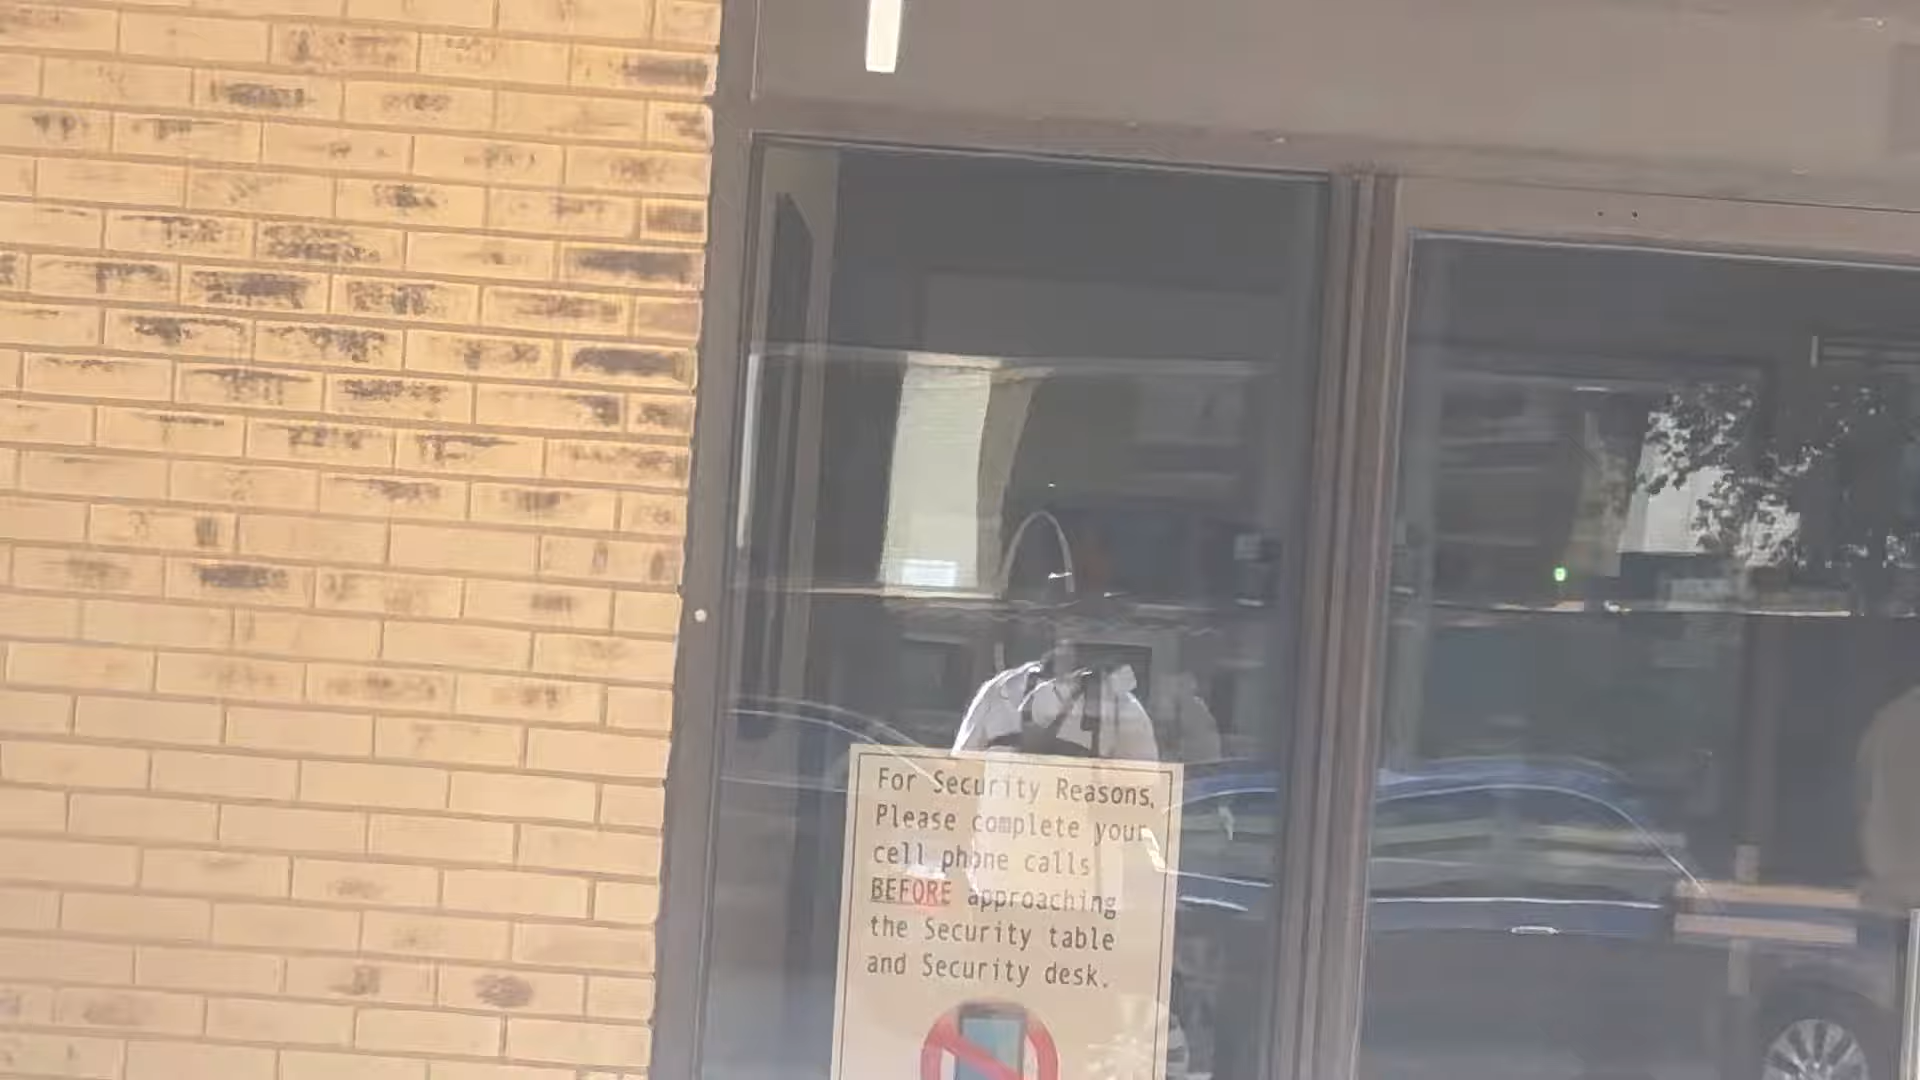 For Security Reasons,
Please complete your
cell phone calls
BEFORE approaching
the Security table
and Security desk.